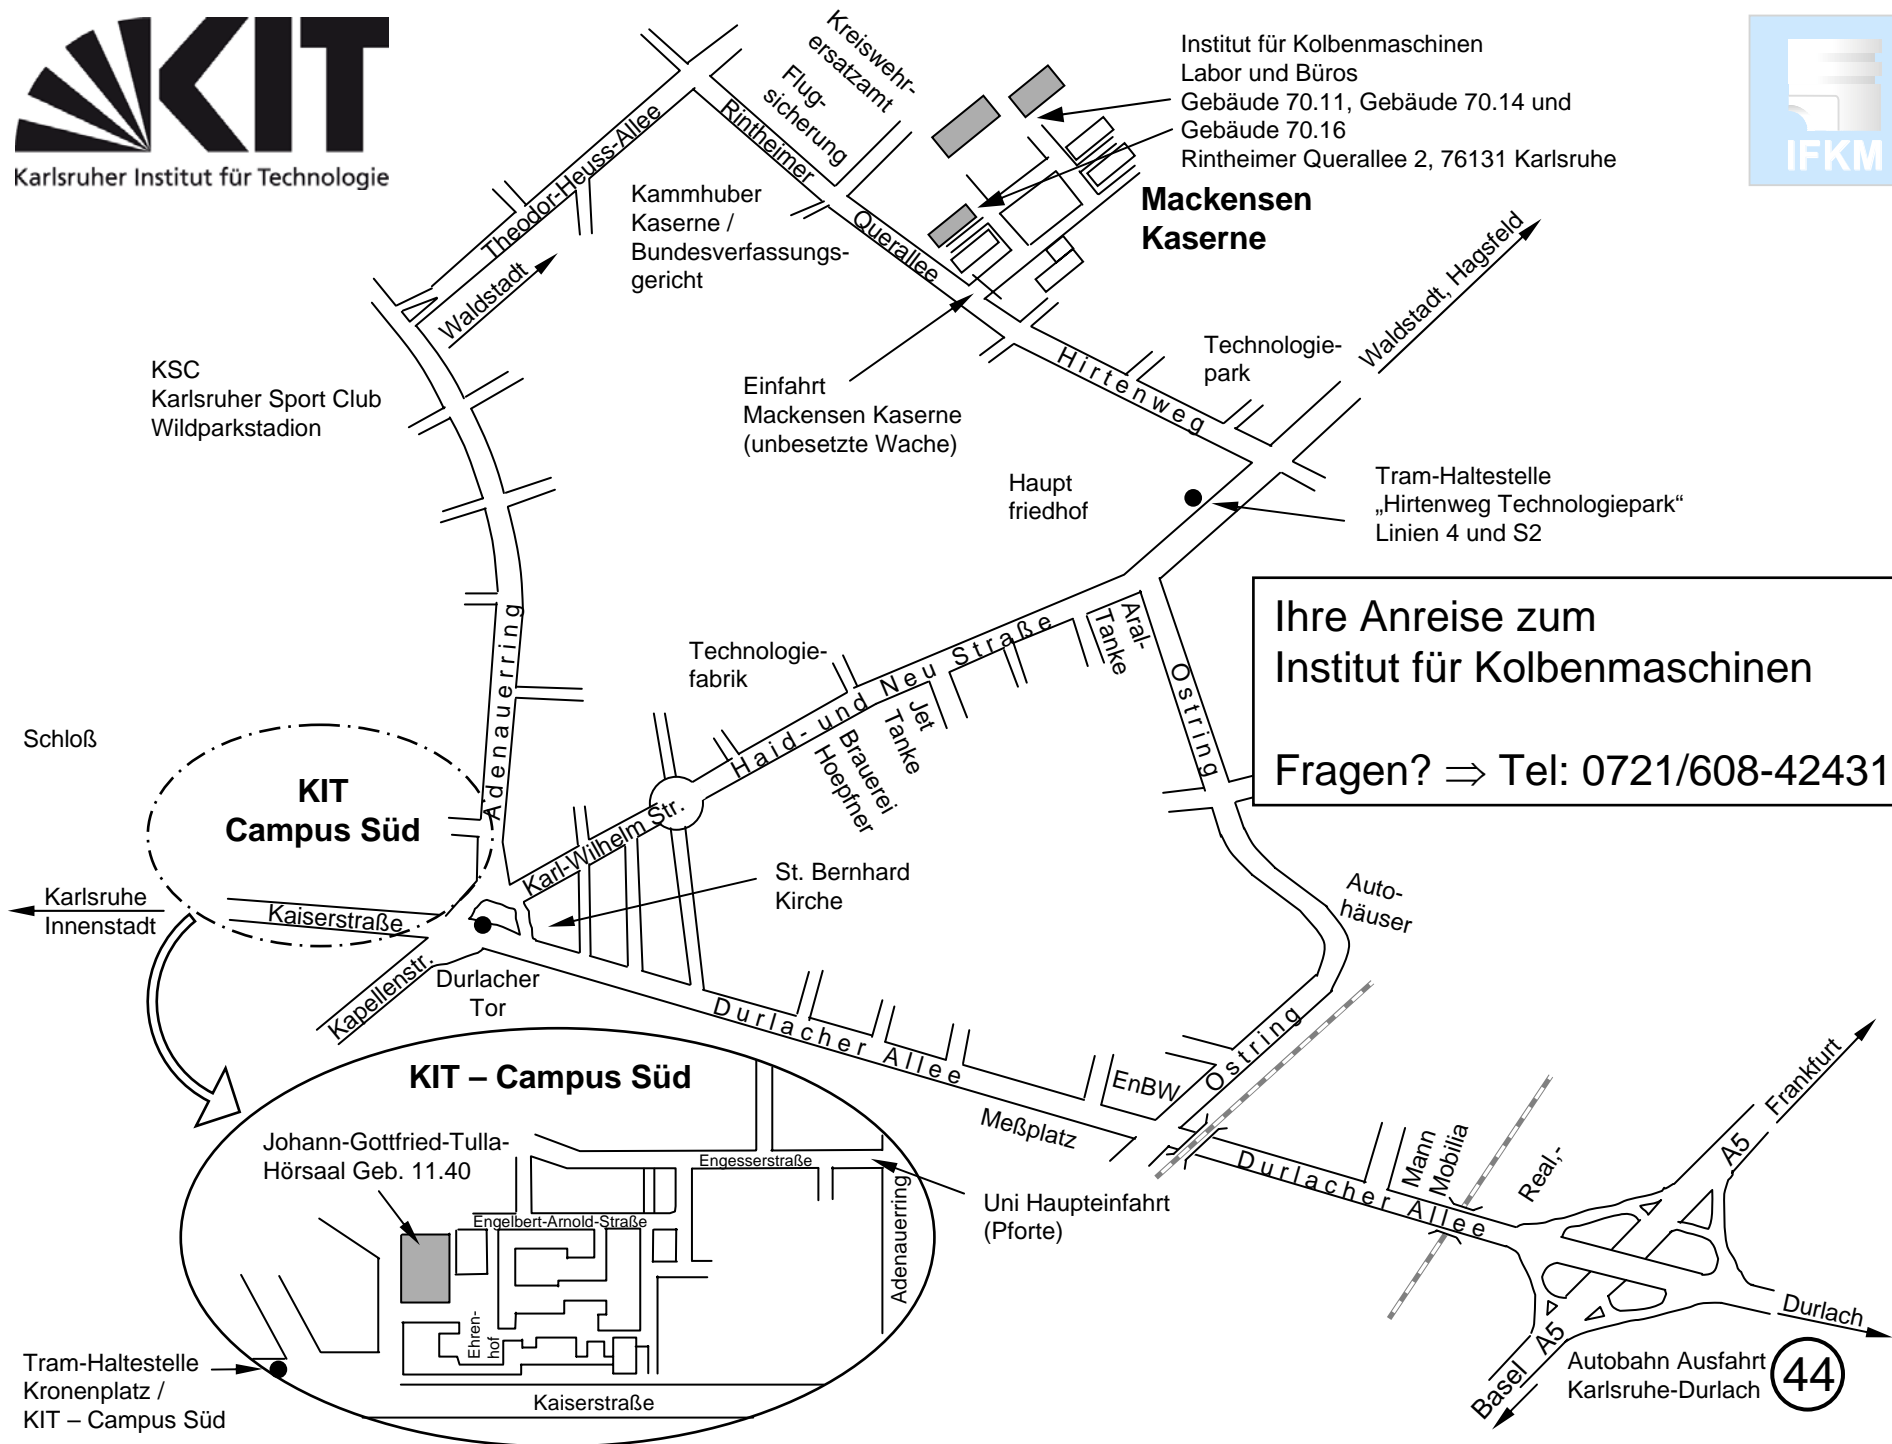 KIT
Karlsruher Institut für Technologie
Kreiswehr-
ersatzamt
Flug-
sicherung
Institut für Kolbenmaschinen
Labor und Büros
Gebäude 70.11, Gebäude 70.14 und
Gebäude 70.16
Rintheimer Querallee 2, 76131 Karlsruhe
IFKM
Theodor-Heuss-Allee
Rintheimer
Querallee
Kammhuber
Kaserne /
Bundesverfassungs-
gericht
Mackensen
Kaserne
Waldstadt
Waldstadt, Hagsfeld
KSC
Karlsruher Sport Club
Wildparkstadion
Einfahrt
Mackensen Kaserne
(unbesetzte Wache)
Hirtenweg
Technologie-
park
Haupt
friedhof
Tram-Haltestelle
„Hirtenweg Technologiepark“
Linien 4 und S2
Ihre Anreise zum
Institut für Kolbenmaschinen
Fragen? ⇒ Tel: 0721/608-42431
Adenauerring
Technologie-
fabrik
Haid- und Neu Straße
Aral-
Tanke
Jet
Tanke
Brauerei
Hoepfner
Ostring
Schloß
KIT
Campus Süd
Karl-Wilhelm Str.
St. Bernhard
Kirche
Auto-
häuser
Karlsruhe
Innenstadt
Kaiserstraße
Kapellenstr.
Durlacher
Tor
Durlacher Allee
Ostring
EnBW
Meßplatz
Durlacher Allee
Mann
Mobilia
Real,-
A5
Frankfurt
Durlach
Basel
A5
Autobahn Ausfahrt
Karlsruhe-Durlach
44
KIT – Campus Süd
Johann-Gottfried-Tulla-
Hörsaal Geb. 11.40
Engesserstraße
Adenauerring
Uni Haupteinfahrt
(Pforte)
Engelbert-Arnold-Straße
Ehren-
hof
Kaiserstraße
Tram-Haltestelle
Kronenplatz /
KIT – Campus Süd